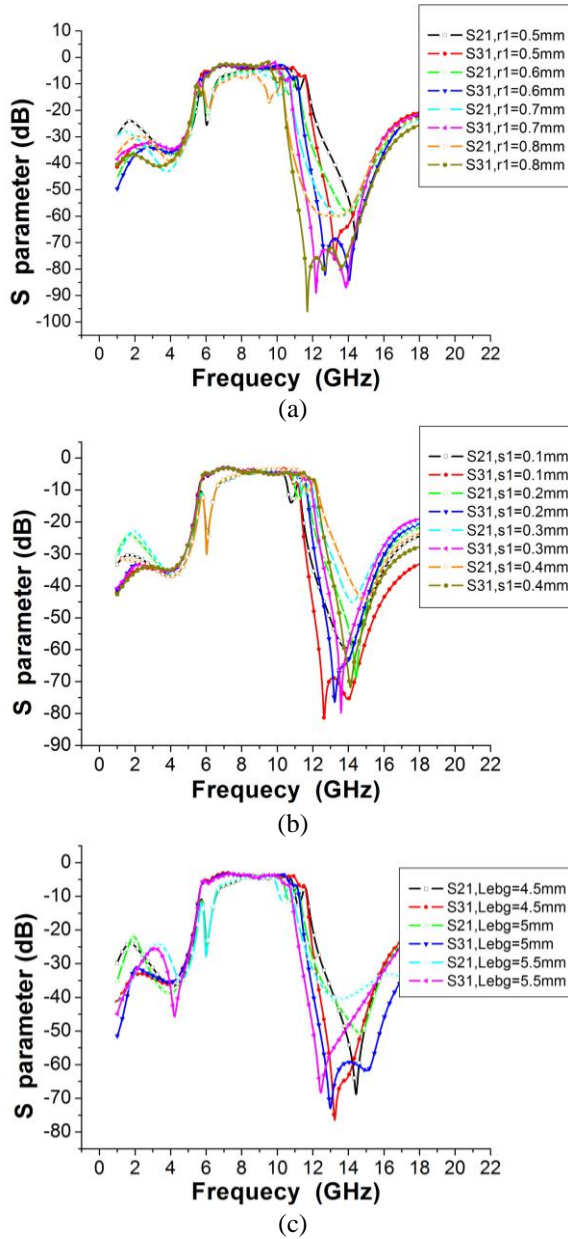 10
0
-10
-20
-30
-40
-50
-60
-70
-80
-90
-100
S parameter (dB)
0 2 4 6 8 10 12 14 16 18 20 22
Frequecy (GHz)
S21,r1=0.5mm
S31,r1=0.5mm
S21,r1=0.6mm
S31,r1=0.6mm
S21,r1=0.7mm
S31,r1=0.7mm
S21,r1=0.8mm
S31,r1=0.8mm
(a)
0
-10
-20
-30
-40
-50
-60
-70
-80
-90
S parameter (dB)
0 2 4 6 8 10 12 14 16 18 20 22
Frequecy (GHz)
S21,s1=0.1mm
S31,s1=0.1mm
S21,s1=0.2mm
S31,s1=0.2mm
S21,s1=0.3mm
S31,s1=0.3mm
S21,s1=0.4mm
S31,s1=0.4mm
(b)
0
-10
-20
-30
-40
-50
-60
-70
-80
S parameter (dB)
0 2 4 6 8 10 12 14 16 18 20 22
Frequecy (GHz)
S21,Lebg=4.5mm
S31,Lebg=4.5mm
S21,Lebg=5mm
S31,Lebg=5mm
S21,Lebg=5.5mm
S31,Lebg=5.5mm
(c)